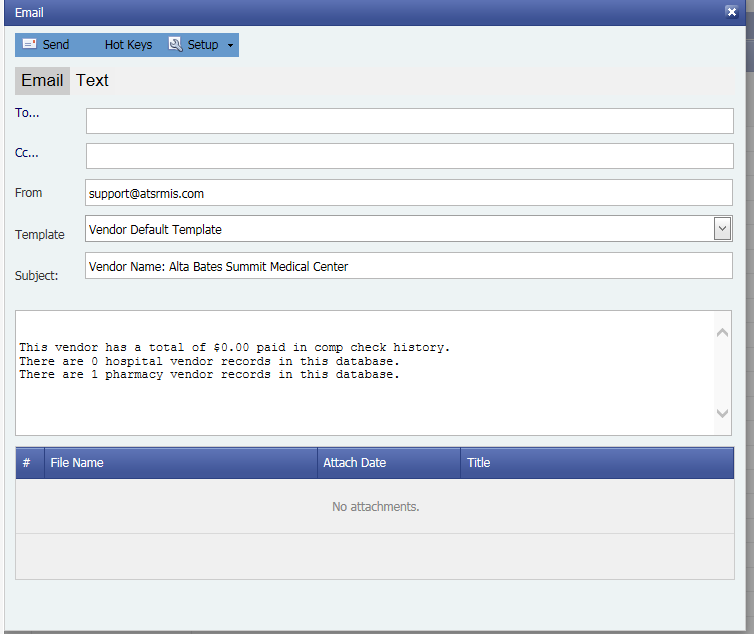 Email
Send Hot Keys Setup
Email Text
To...
Cc...
From support@atsrmis.com
Template Vendor Default Template
Subject: Vendor Name: Alta Bates Summit Medical Center
This vendor has a total of $0.00 paid in comp check history.
There are 0 hospital vendor records in this database.
There are 1 pharmacy vendor records in this database.
# File Name Attach Date Title
No attachments.